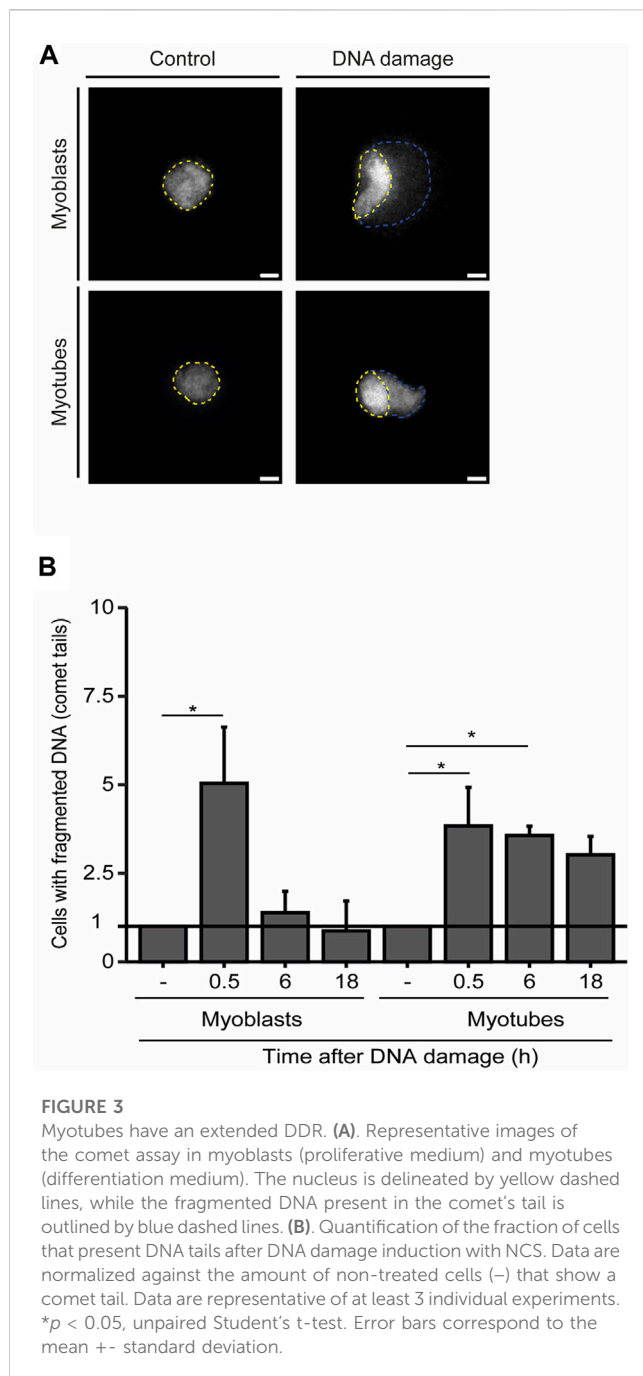 A
Control
DNA damage
Myoblasts
Myotubes
B
Cells with fragmented DNA (comet tails)
10
7.5
5
2.5
1
0
*
*
*
- 0.5 6 18 - 0.5 6 18
Myoblasts Myotubes
Time after DNA damage (h)
FIGURE 3
Myotubes have an extended DDR. (A). Representative images of
the comet assay in myoblasts (proliferative medium) and myotubes
(differentiation medium). The nucleus is delineated by yellow dashed
lines, while the fragmented DNA present in the comet’s tail is
outlined by blue dashed lines. (B). Quantification of the fraction of cells
that present DNA tails after DNA damage induction with NCS. Data are
normalized against the amount of non-treated cells (–) that show a
comet tail. Data are representative of at least 3 individual experiments.
*p < 0.05, unpaired Student’s t-test. Error bars correspond to the
mean +- standard deviation.